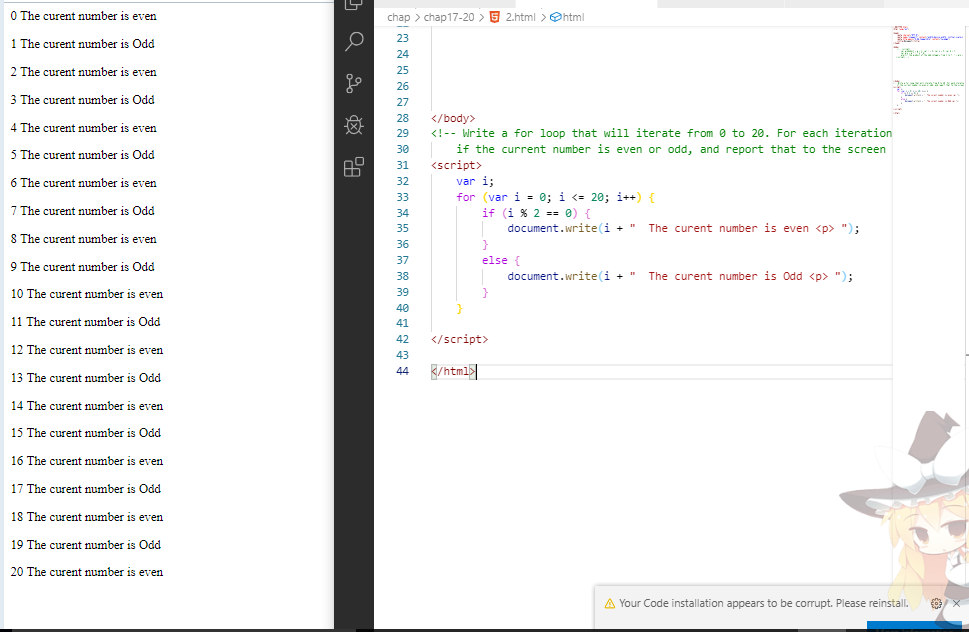 0 The curent number is even
1 The curent number is Odd
2 The curent number is even
3 The curent number is Odd
4 The curent number is even
5 The curent number is Odd
6 The curent number is even
7 The curent number is Odd
8 The curent number is even
9 The curent number is Odd
10 The curent number is even
11 The curent number is Odd
12 The curent number is even
13 The curent number is Odd
14 The curent number is even
15 The curent number is Odd
16 The curent number is even
17 The curent number is Odd
18 The curent number is even
19 The curent number is Odd
20 The curent number is even
chap > chap17-20 > 2.html > html
23
24
25
26
27
28 </body>
29 <!-- Write a for loop that will iterate from 0 to 20. For each iteration
30 if the current number is even or odd, and report that to the screen
31 <script>
32 var i;
33 for (var i = 0; i <= 20; i++) {
34 if (i % 2 == 0) {
35 document.write(i + "  The curent number is even <p> ");
36 }
37 else {
38 document.write(i + "  The curent number is Odd <p> ");
39 }
40 }
41
42 </script>
43
44 </html>
Your Code installation appears to be corrupt. Please reinstall.